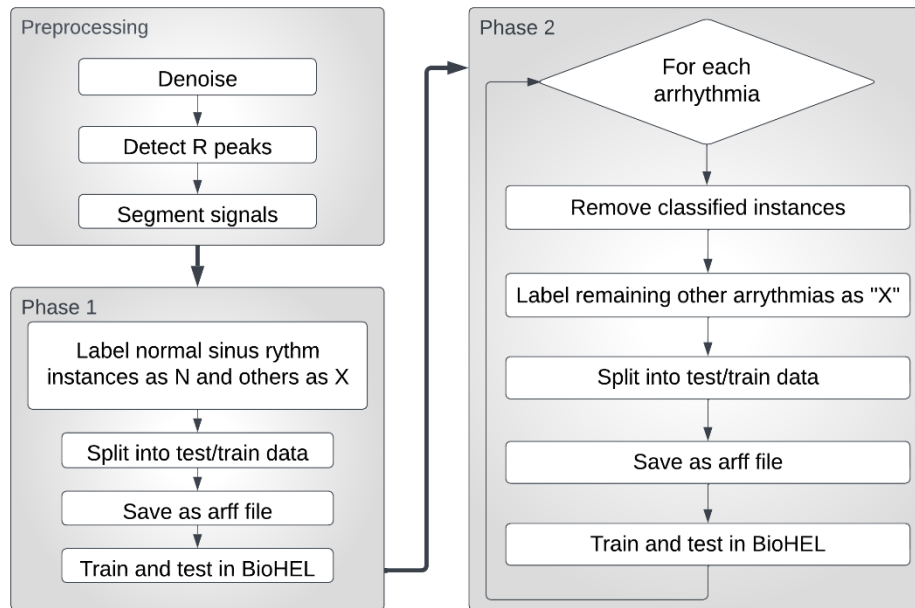 Preprocessing
Denoise
Detect R peaks
Segment signals
Phase 1
Label normal sinus rythm
instances as N and others as X
Split into test/train data
Save as arff file
Train and test in BioHEL
Phase 2
For each
arrhythmia
Remove classified instances
Label remaining other arrythmias as "X"
Split into test/train data
Save as arff file
Train and test in BioHEL